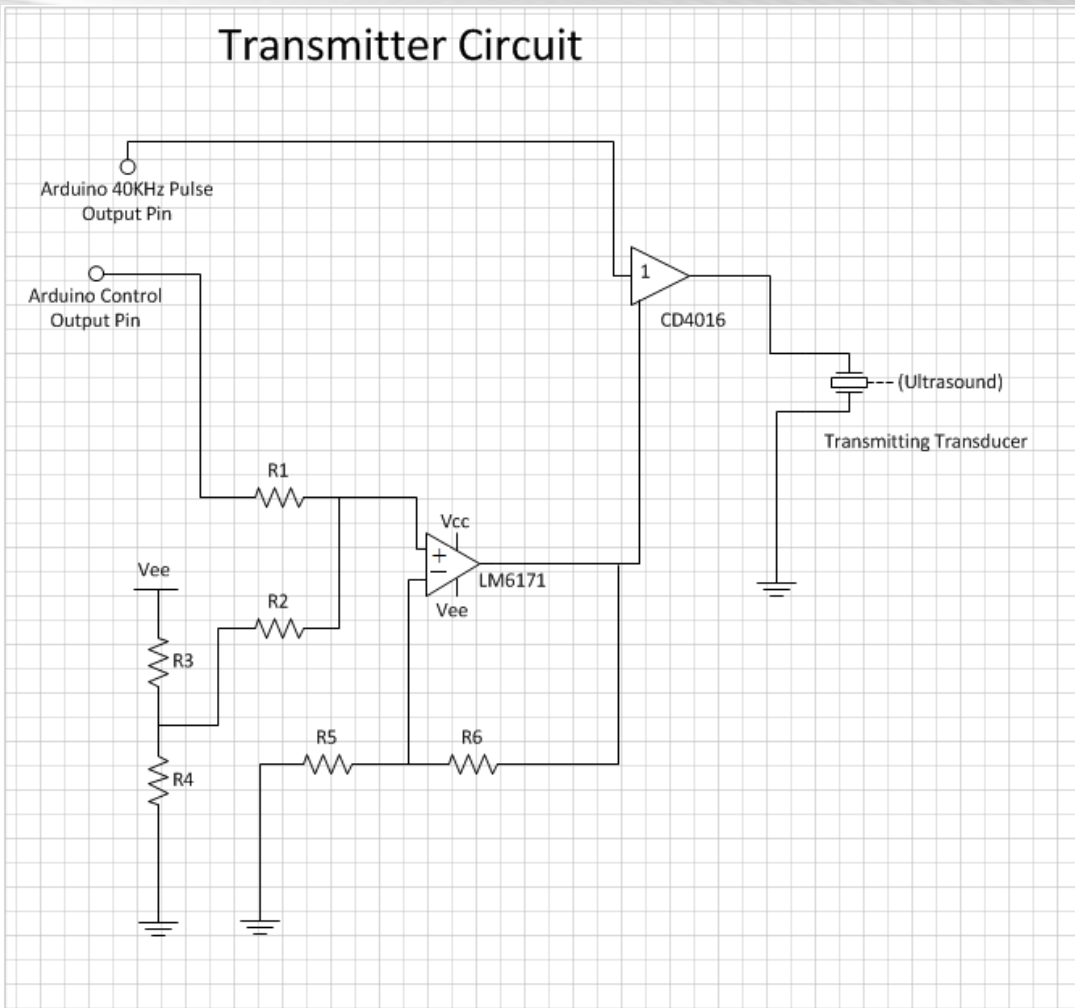 Transmitter Circuit
Arduino 40KHz Pulse
Output Pin
Arduino Control
Output Pin
1
CD4016
(Ultrasound)
Transmitting Transducer
R1
Vcc
+
−
LM6171
Vee
Vee
R2
R3
R5
R6
R4